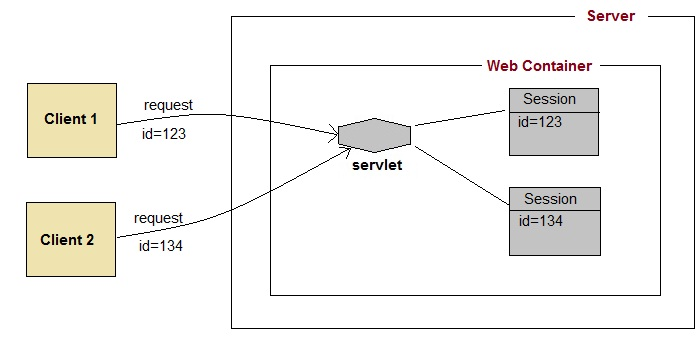 Server
Web Container
Client 1
request
id=123
servlet
Session
id=123
Client 2
request
id=134
Session
id=134